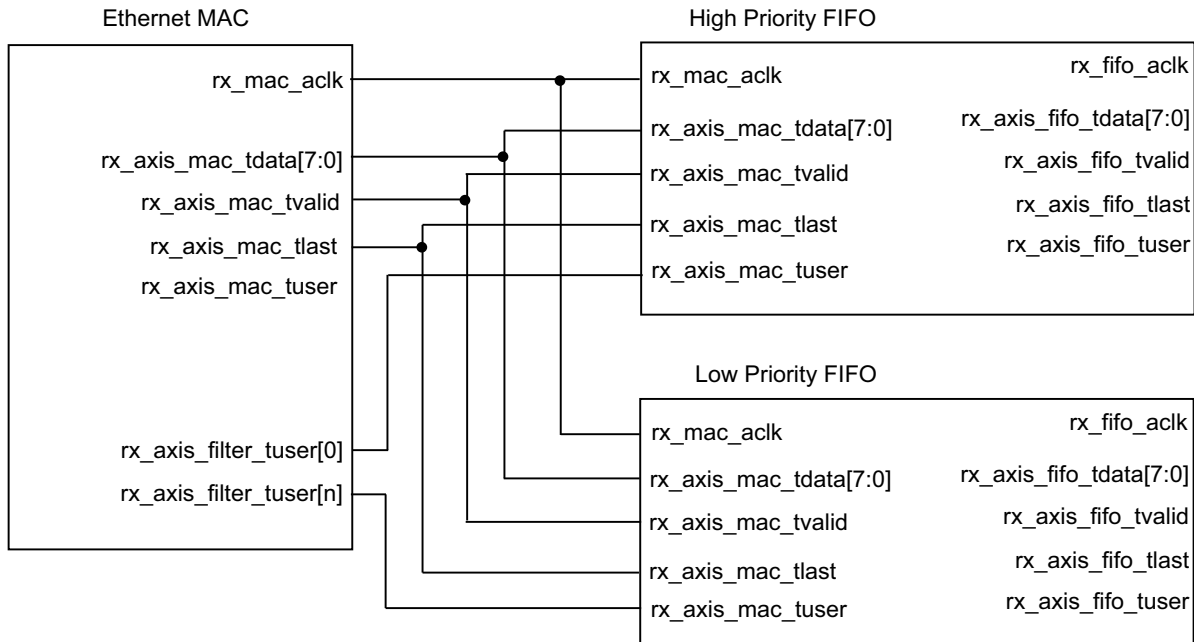 Ethernet MAC
rx_mac_aclk
rx_axis_mac_tdata[7:0]
rx_axis_mac_tvalid
rx_axis_mac_tlast
rx_axis_mac_tuser
rx_axis_filter_tuser[0]
rx_axis_filter_tuser[n]
High Priority FIFO
rx_mac_aclk
rx_axis_mac_tdata[7:0]
rx_axis_mac_tvalid
rx_axis_mac_tlast
rx_axis_mac_tuser
rx_fifo_aclk
rx_axis_fifo_tdata[7:0]
rx_axis_fifo_tvalid
rx_axis_fifo_tlast
rx_axis_fifo_tuser
Low Priority FIFO
rx_mac_aclk
rx_axis_mac_tdata[7:0]
rx_axis_mac_tvalid
rx_axis_mac_tlast
rx_axis_mac_tuser
rx_fifo_aclk
rx_axis_fifo_tdata[7:0]
rx_axis_fifo_tvalid
rx_axis_fifo_tlast
rx_axis_fifo_tuser